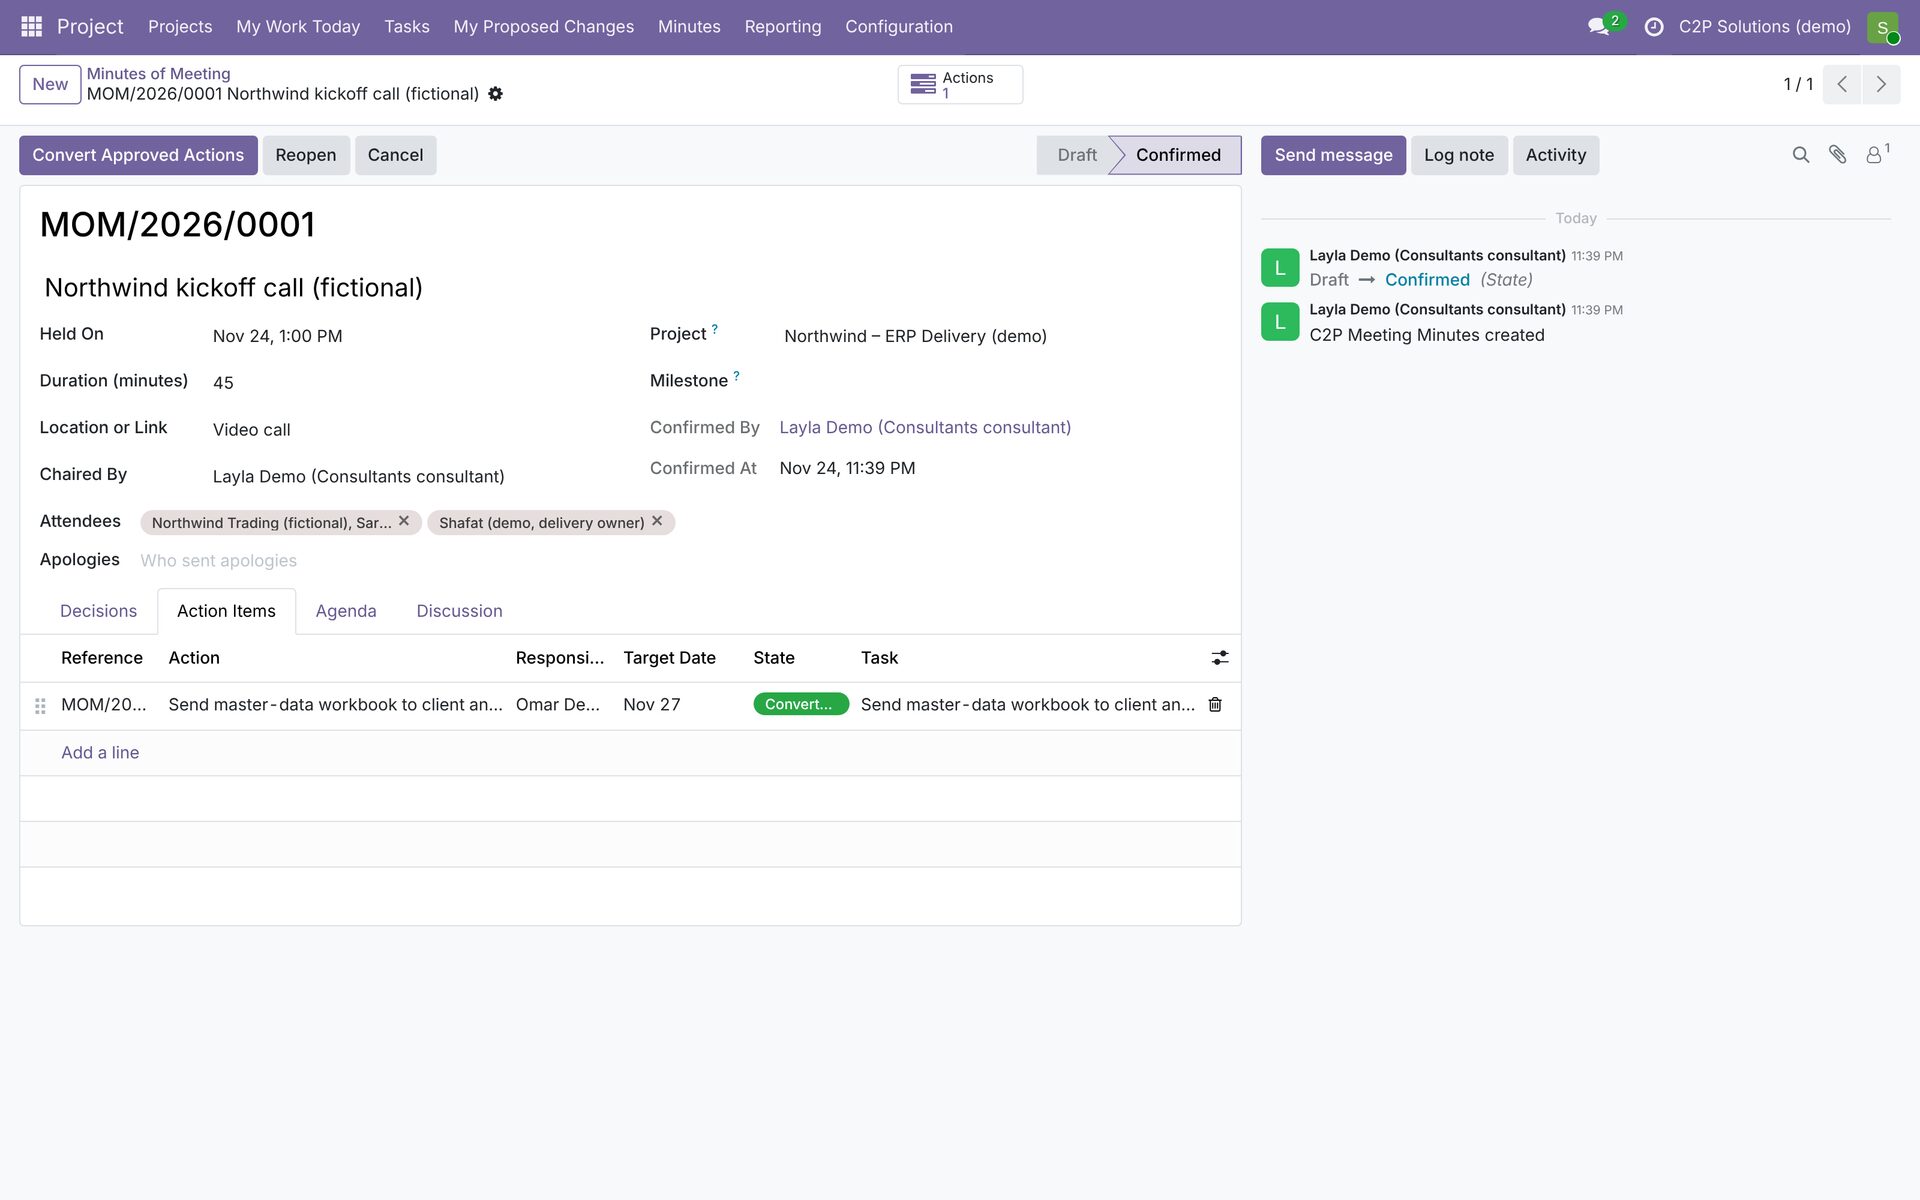 Project Projects My Work Today Tasks My Proposed Changes Minutes Reporting Configuration 2 C2P Solutions (demo) S
New
Minutes of Meeting
MOM/2026/0001 Northwind kickoff call (fictional)
Actions
1
1 / 1
Convert Approved Actions Reopen Cancel Draft Confirmed
Send message Log note Activity 1
MOM/2026/0001
Northwind kickoff call (fictional)
Held On Nov 24, 1:00 PM
Duration (minutes) 45
Location or Link Video call
Chaired By Layla Demo (Consultants consultant)
Project ? Northwind – ERP Delivery (demo)
Milestone ?
Confirmed By Layla Demo (Consultants consultant)
Confirmed At Nov 24, 11:39 PM
Attendees Northwind Trading (fictional), Sar... Shafat (demo, delivery owner)
Apologies Who sent apologies
Decisions Action Items Agenda Discussion
Reference Action Responsi... Target Date State Task
MOM/20... Send master-data workbook to client an... Omar De... Nov 27 Convert... Send master-data workbook to client an...
Add a line
Today
L
Layla Demo (Consultants consultant) 11:39 PM
Draft → Confirmed (State)
L
Layla Demo (Consultants consultant) 11:39 PM
C2P Meeting Minutes created